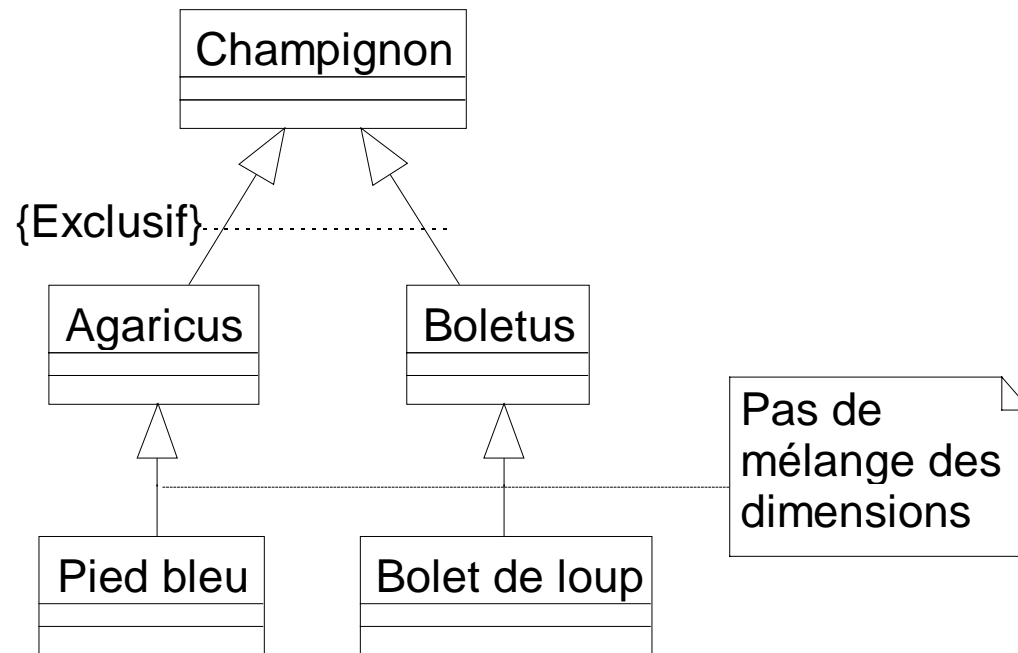 Champignon
{Exclusif}
Agaricus
Boletus
Pas de
mélange des
dimensions
Pied bleu
Bolet de loup